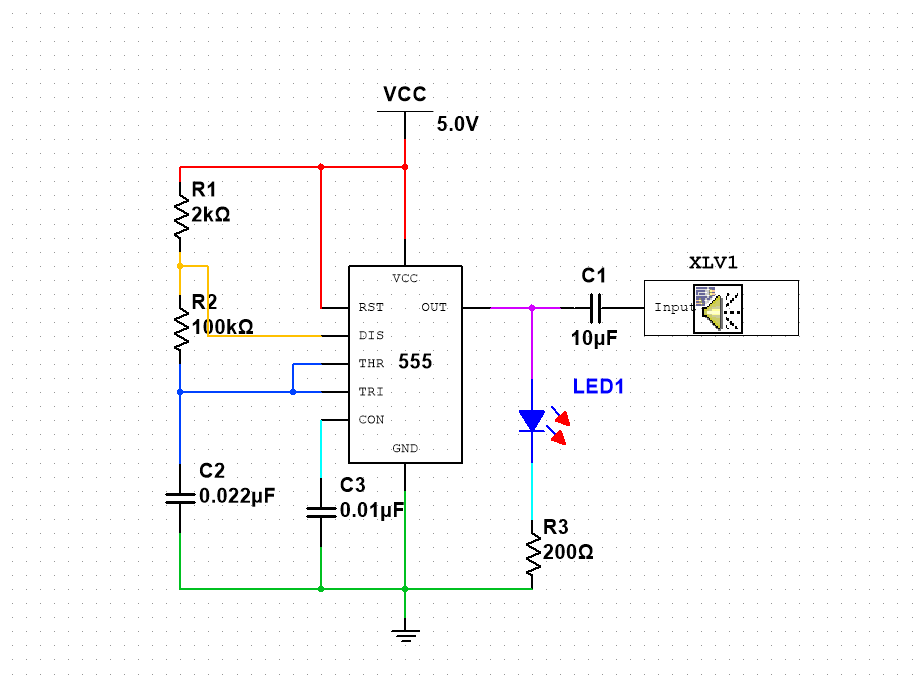 VCC
5.0V
R1
2kΩ
R2
100kΩ
VCC
RST
OUT
DIS
THR
555
TRI
CON
GND
C1
10µF
XLV1
Input
LED1
C2
0.022µF
C3
0.01µF
R3
200Ω